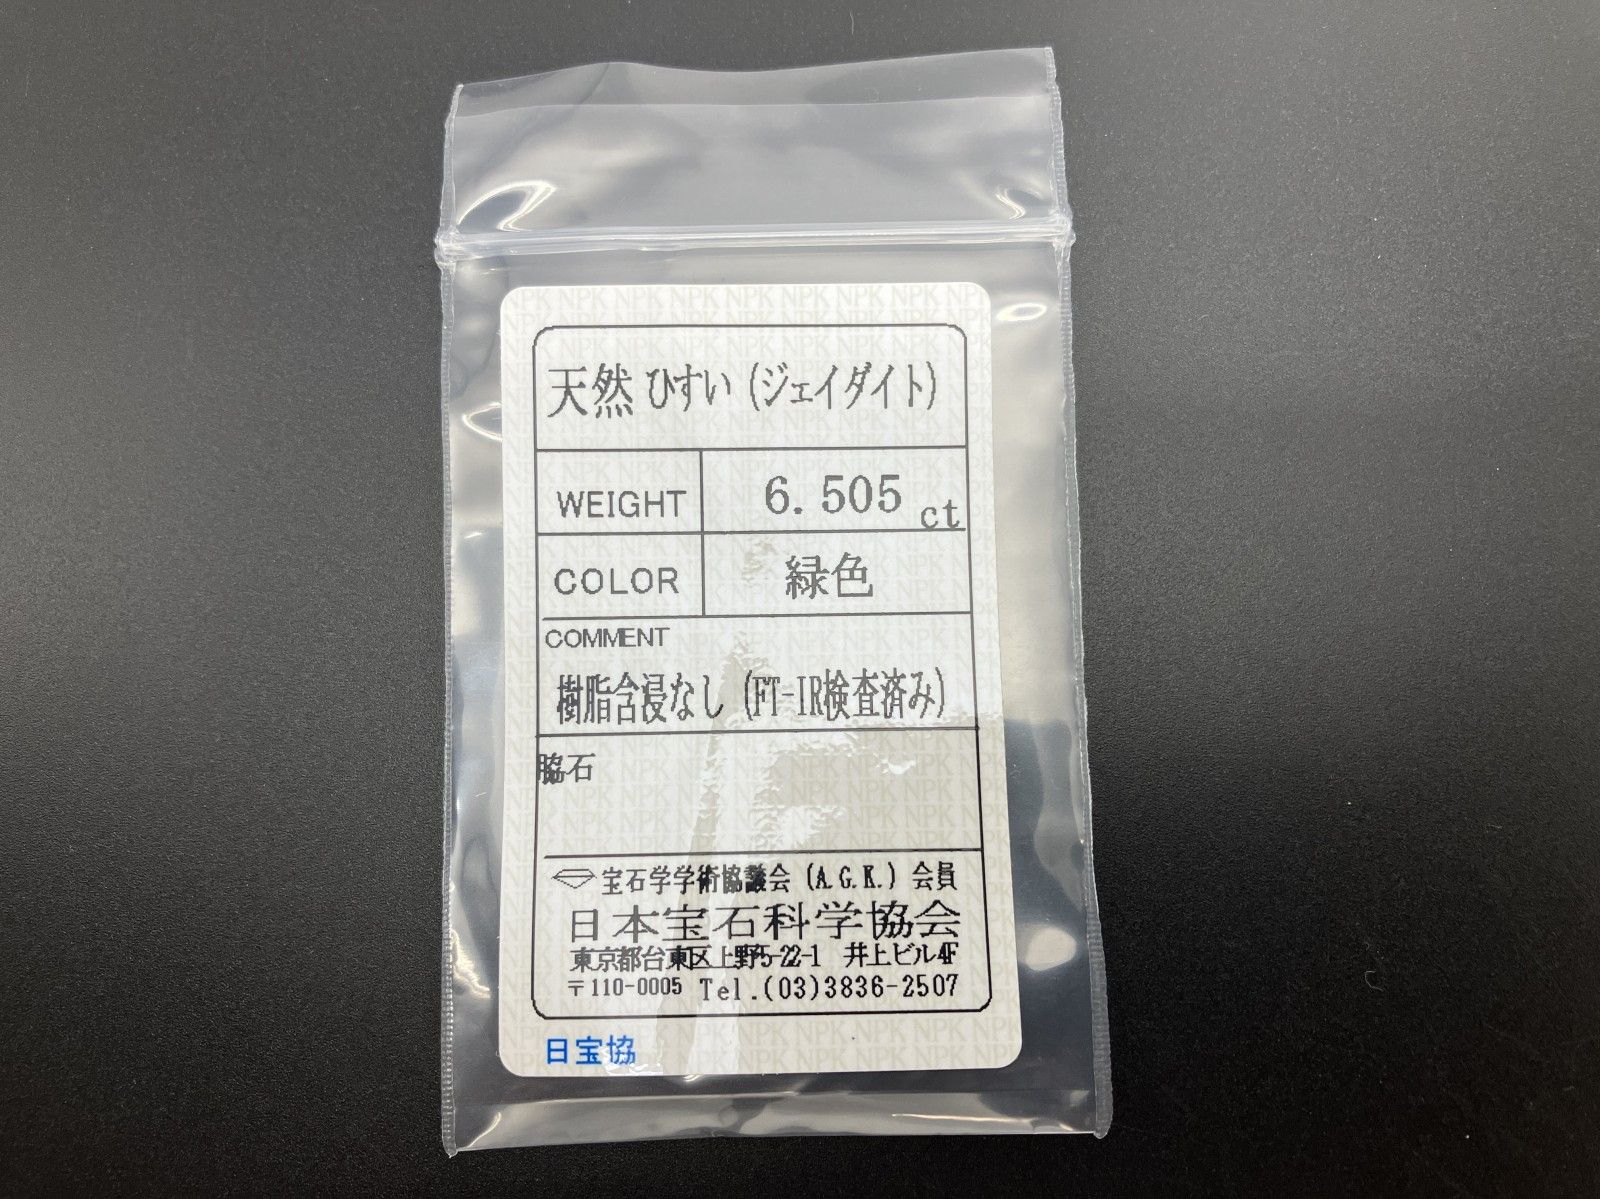 天然 ひすい (ジェイダイト)
WEIGHT 6.505 ct
COLOR 緑色
COMMENT
樹脂含浸なし (FT-IR検査済み)
脇石
宝石学学術協議会 (A.G.K.) 会員
日本宝石科学協会
東京都台東区上野5-22-1 井上ビル4F
〒110-0005 Tel.(03)3836-2507
日宝協